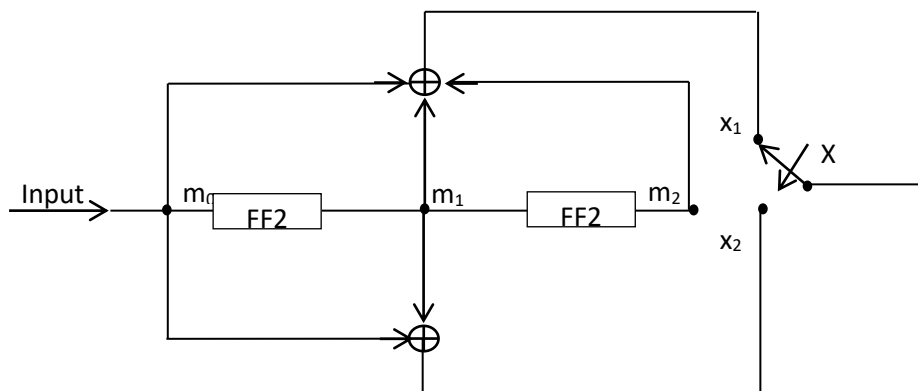 x₁
X
Input
m₀
FF2
m₁
FF2
m₂
x₂